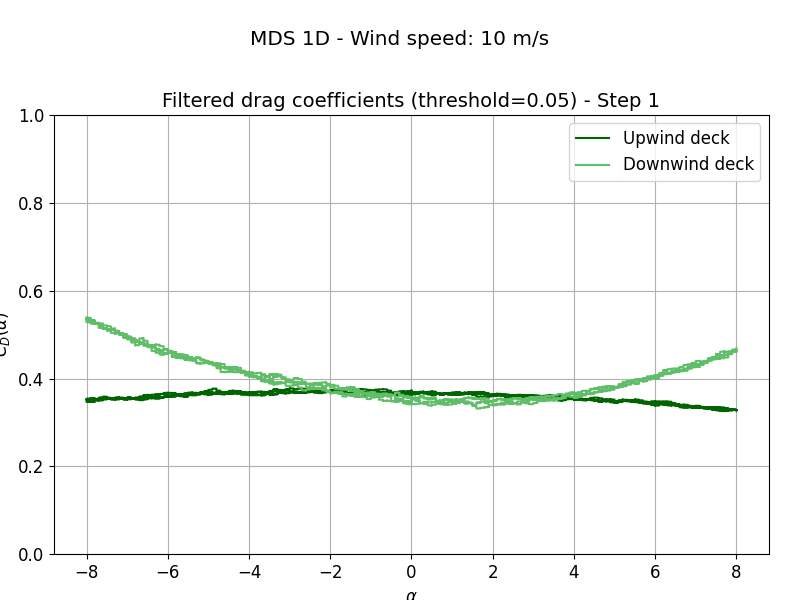 MDS 1D - Wind speed: 10 m/s
Filtered drag coefficients (threshold=0.05) - Step 1
Upwind deck
Downwind deck
1.0
0.8
0.6
0.4
0.2
0.0
C_D(α)
−8 −6 −4 −2 0 2 4 6 8
α